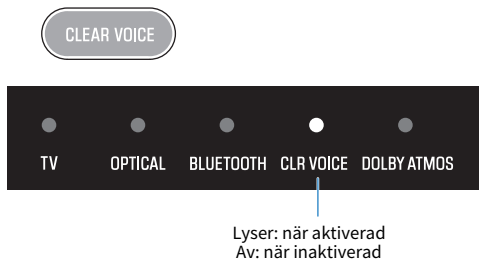 CLEAR VOICE
TV OPTICAL BLUETOOTH CLR VOICE DOLBY ATMOS
Lyser: när aktiverad
Av: när inaktiverad